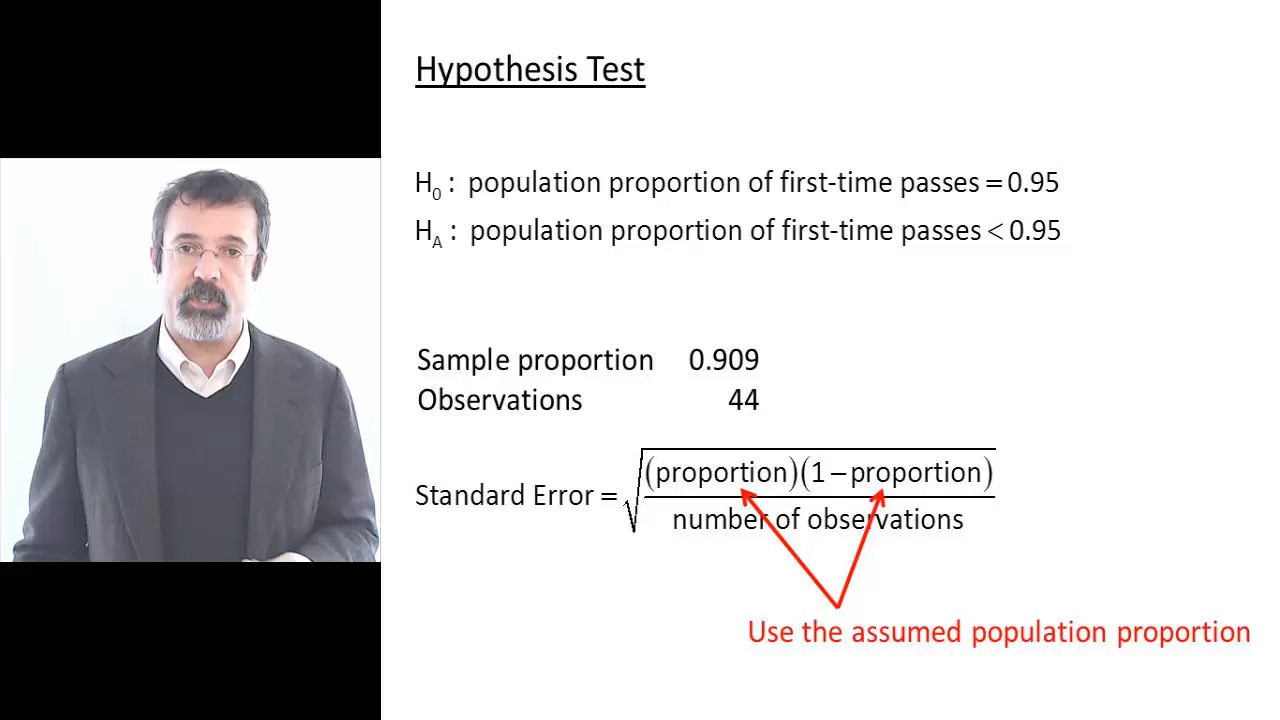 Hypothesis Test
H0 : population proportion of first-time passes = 0.95
HA : population proportion of first-time passes < 0.95
Sample proportion 0.909
Observations 44
Standard Error = √((proportion)(1 – proportion) / number of observations)
Use the assumed population proportion